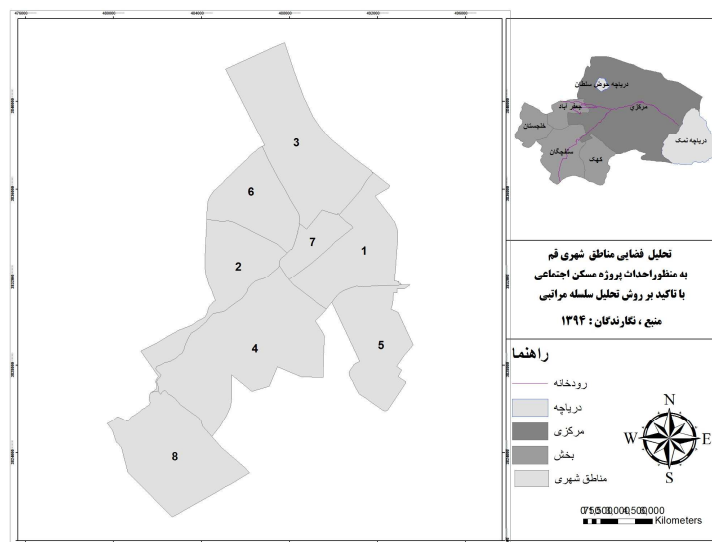 3
6
7
1
2
4
5
8
دریاچه حوض سلطان
جعفر آباد
مرکزی
خلجستان
سلفچگان
کهک
دریاچه نمک
تحلیل فضایی مناطق شهری قم
به منظوراحداث پروژه مسکن اجتماعی
با تاکید بر روش تحلیل سلسله مراتبی
منبع ، نگارندگان : ۱۳۹۴
راهنما
رودخانه
دریاچه
مرکزی
بخش
مناطق شهری
N
W
E
S
Kilometers